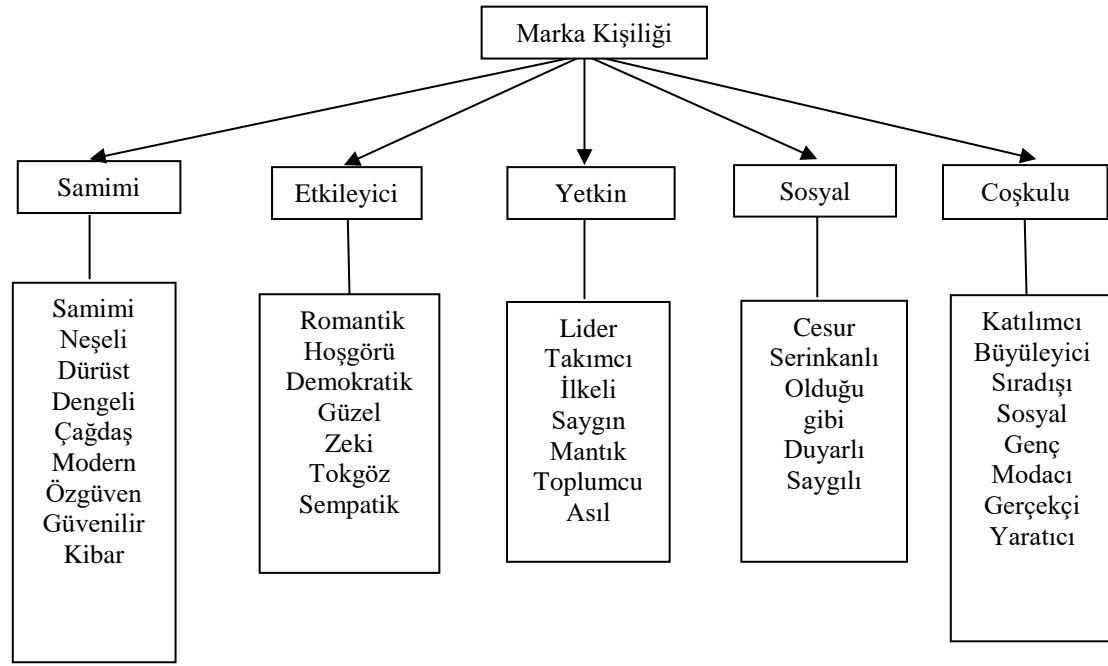 Marka Kişiliği
Samimi
Etkileyici
Yetkin
Sosyal
Coşkulu
Samimi
Neşeli
Dürüst
Dengeli
Çağdaş
Modern
Özgüven
Güvenilir
Kibar
Romantik
Hoşgörü
Demokratik
Güzel
Zeki
Tokgöz
Sempatik
Lider
Takımcı
İlkeli
Saygın
Mantık
Toplumcu
Asıl
Cesur
Serinkanlı
Olduğu
gibi
Duyarlı
Saygılı
Katılımcı
Büyüleyici
Sıradışı
Sosyal
Genç
Modacı
Gerçekçi
Yaratıcı